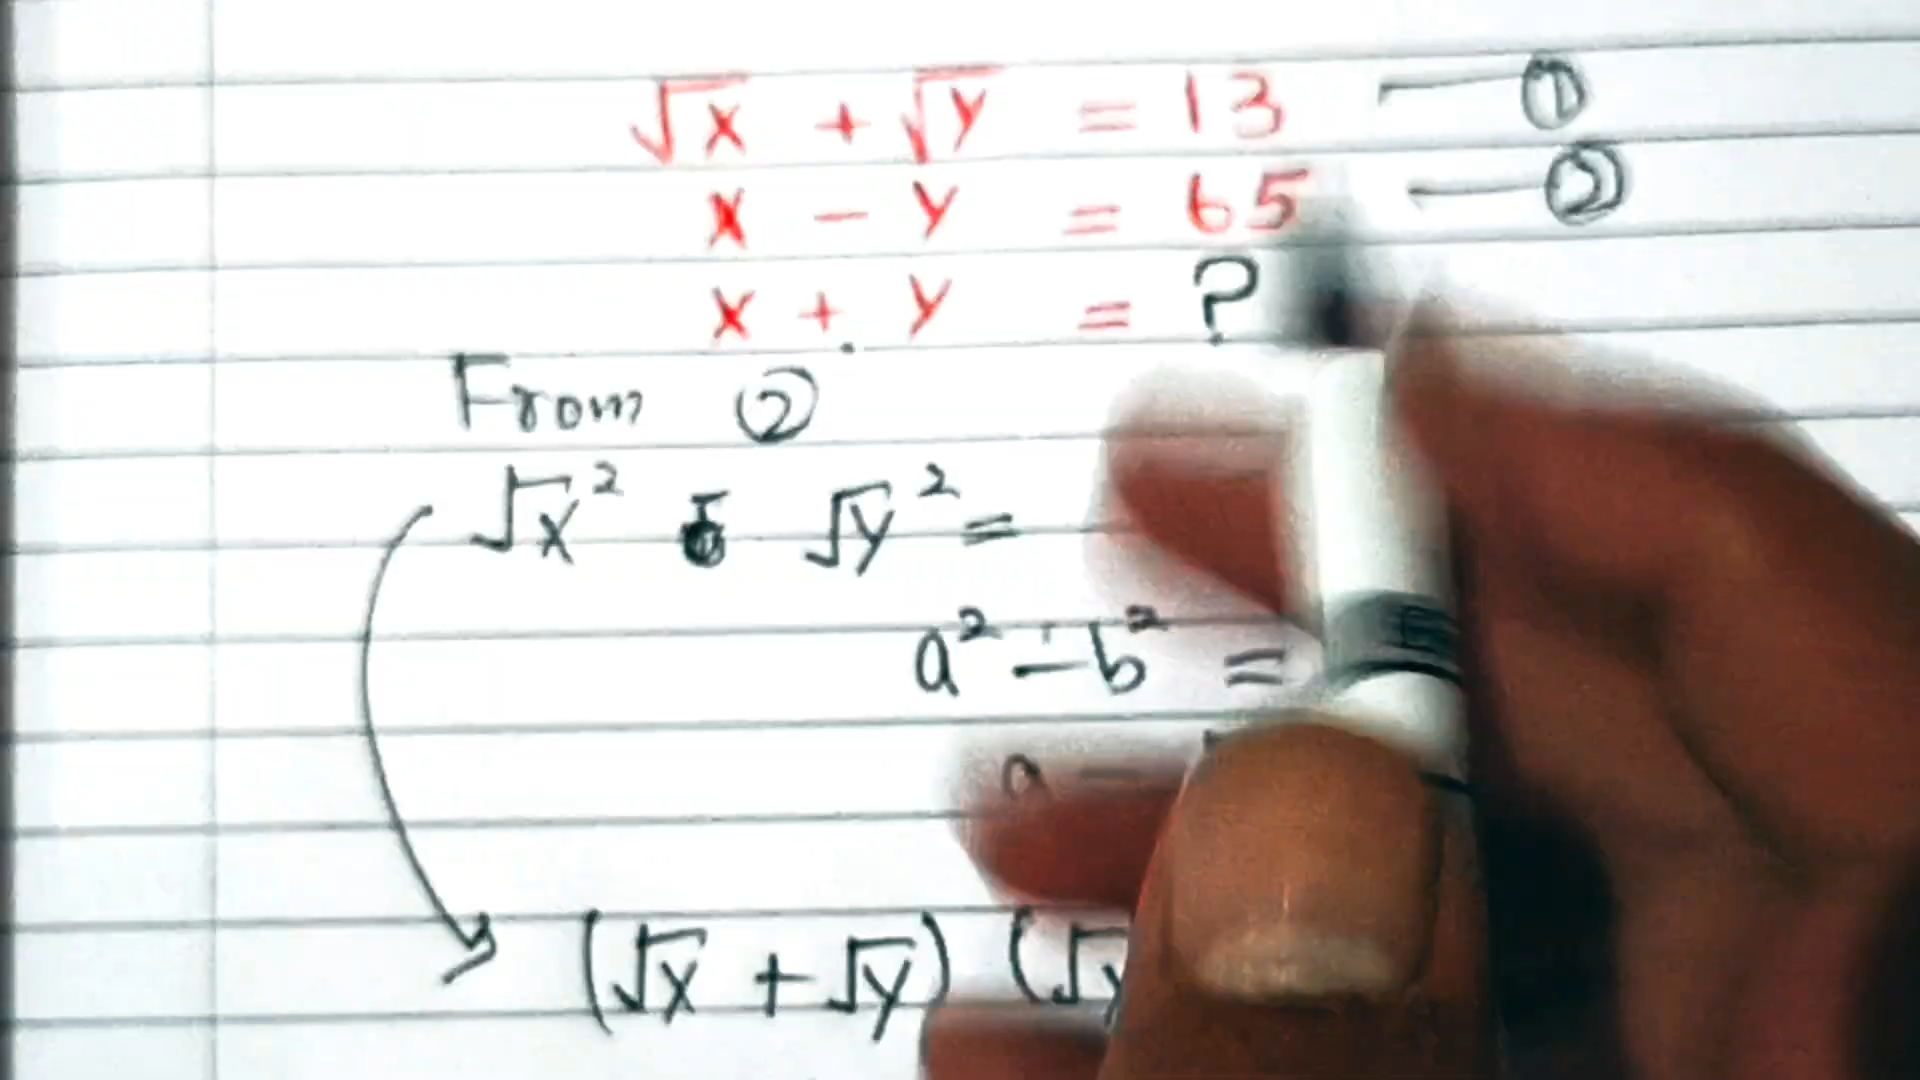 √x + √y = 13 — ①
x - y = 65 — ②
x + y = ?
From ②
√x² - √y² =
a² - b² =
a -
(√x + √y) (√